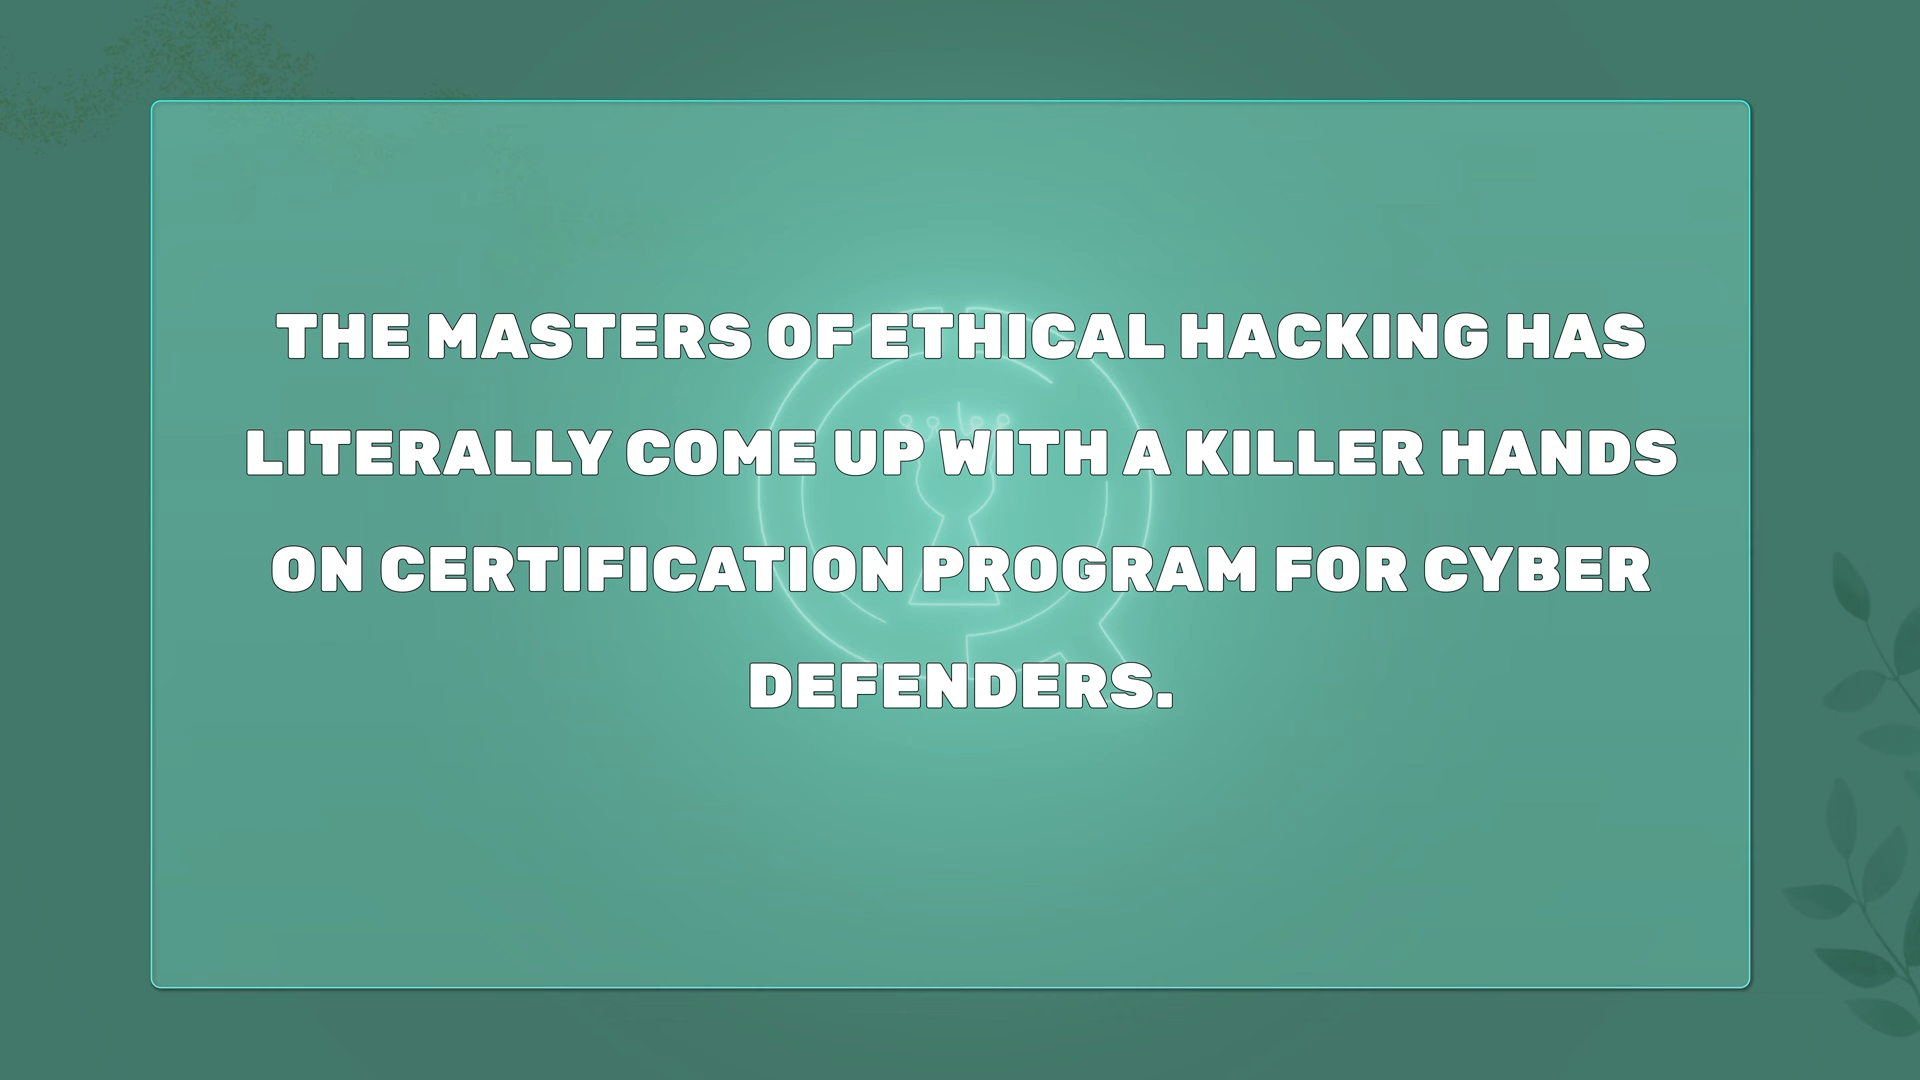 THE MASTERS OF ETHICAL HACKING HAS
LITERALLY COME UP WITH A KILLER HANDS
ON CERTIFICATION PROGRAM FOR CYBER
DEFENDERS.